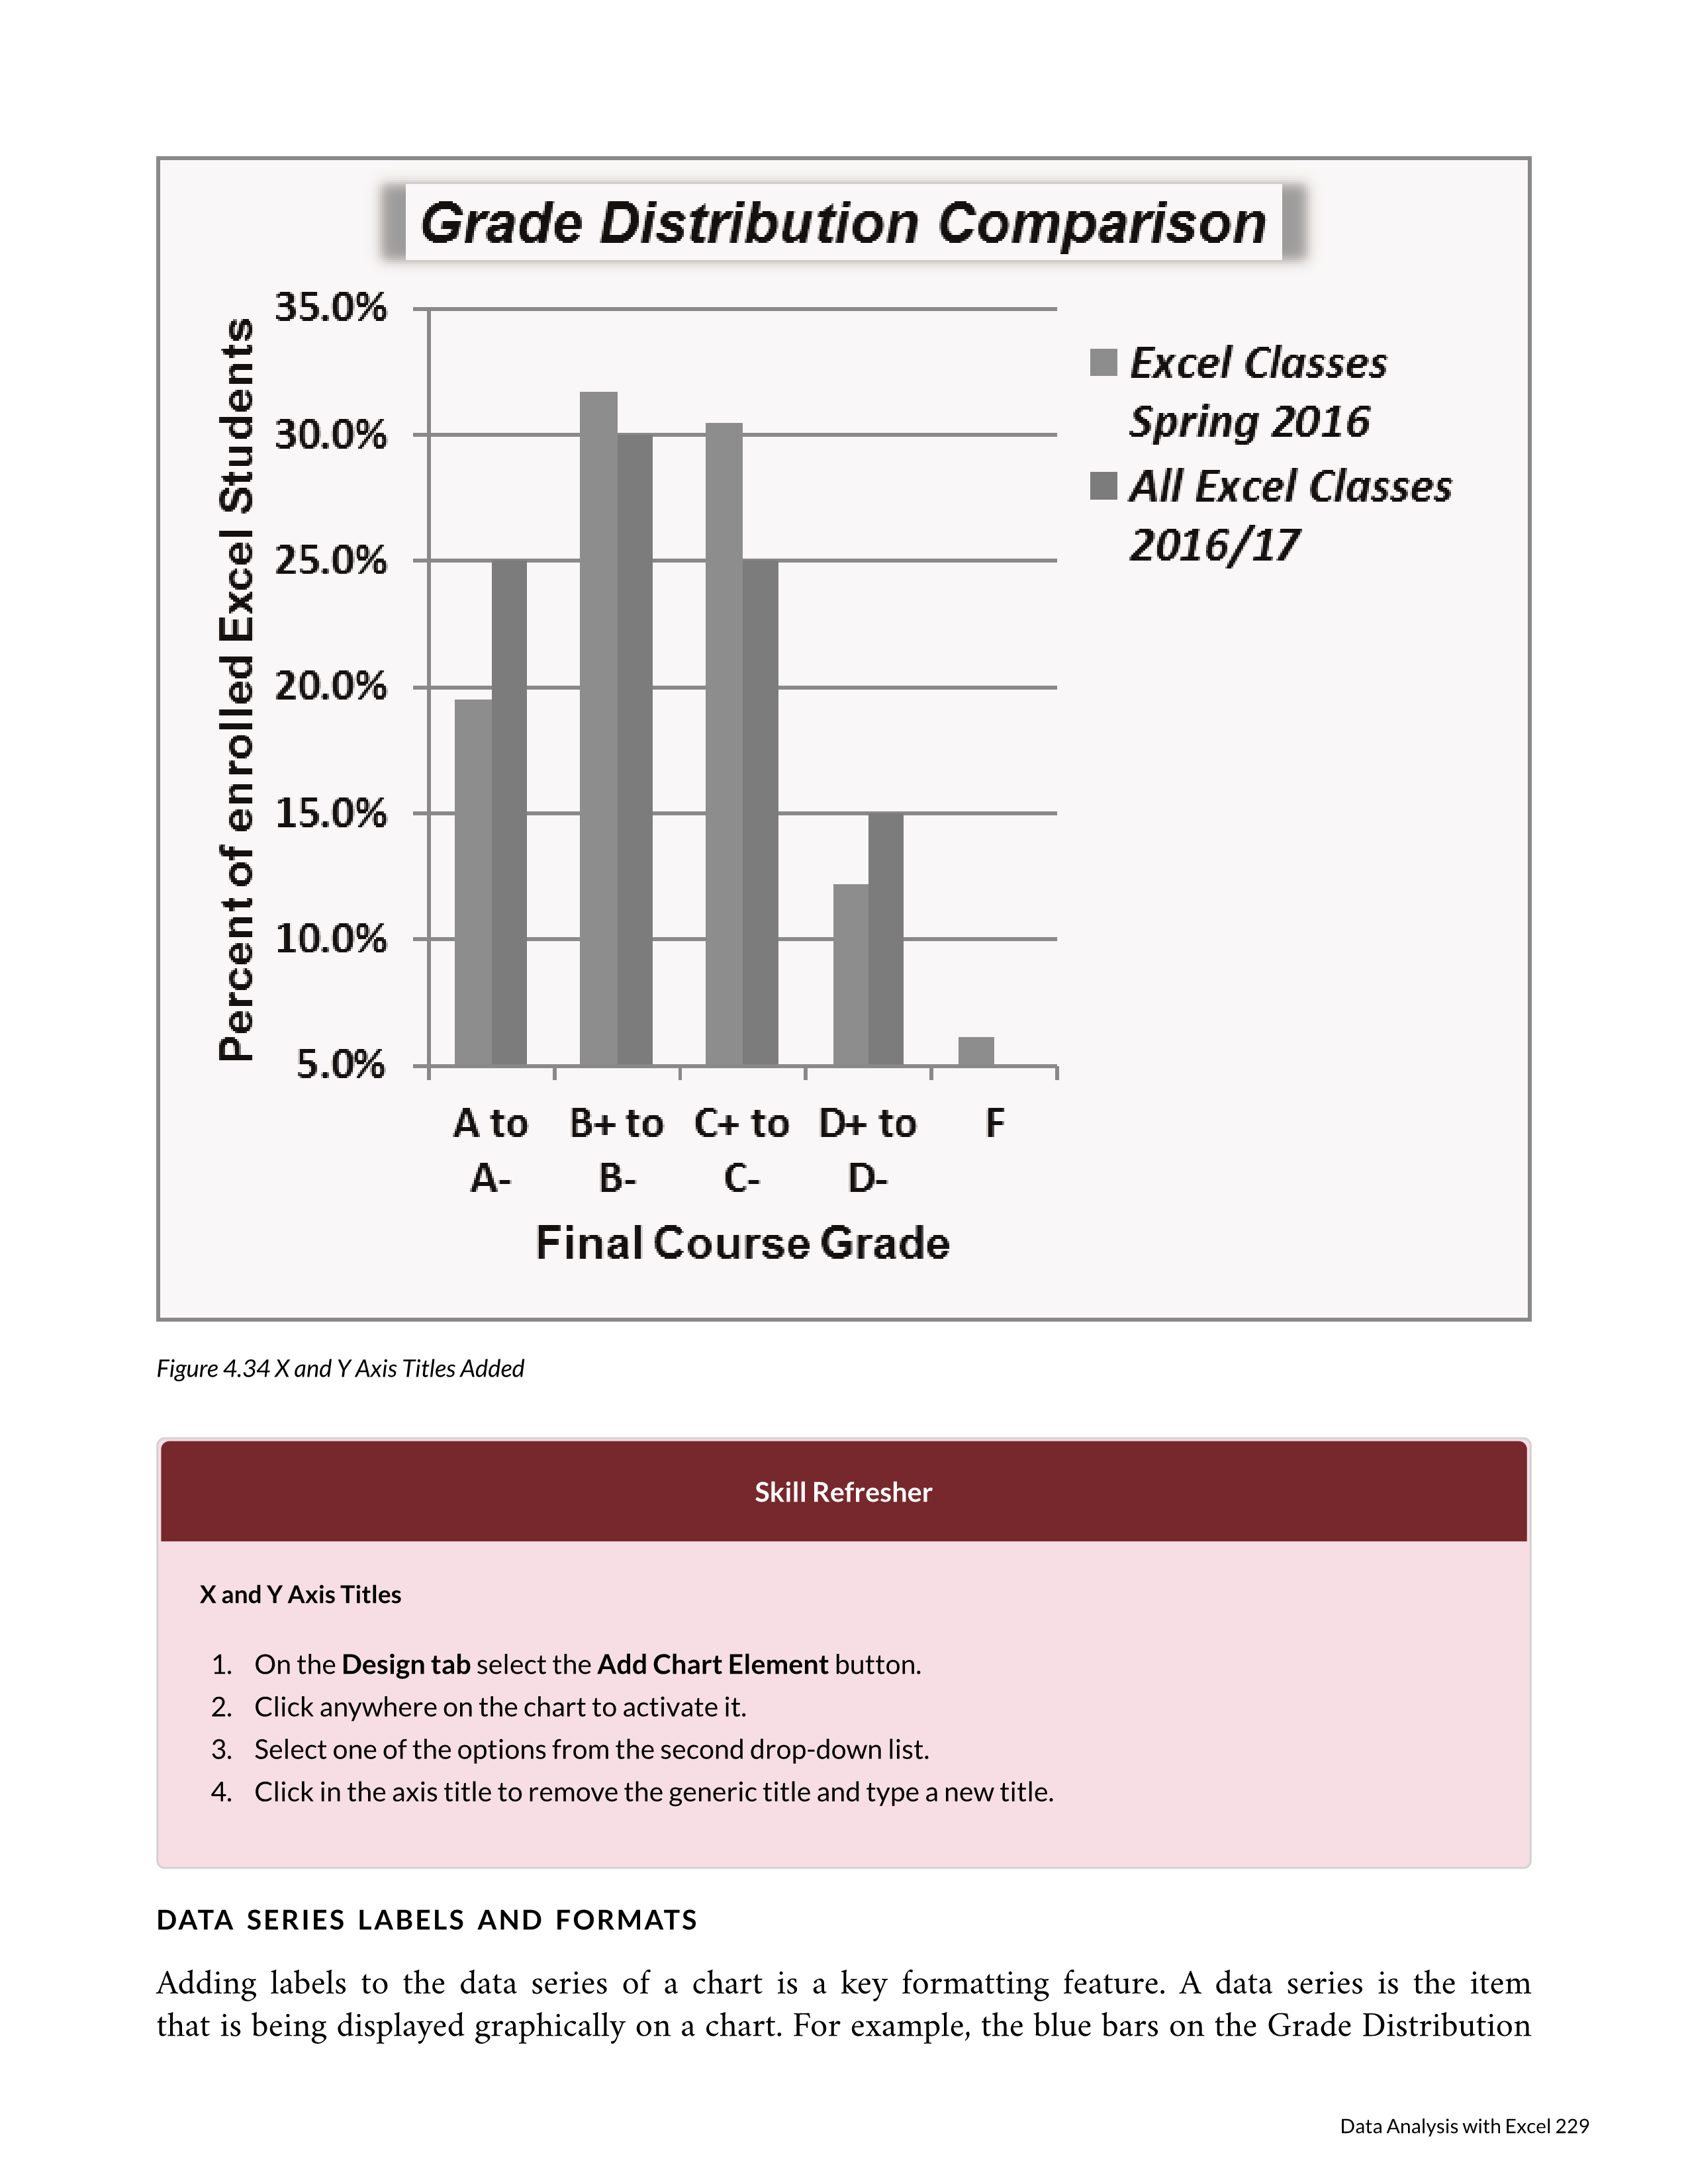 Grade Distribution Comparison
35.0%
30.0%
25.0%
20.0%
15.0%
10.0%
5.0%
Percent of enrolled Excel Students
Excel Classes
Spring 2016
All Excel Classes
2016/17
A to B+ to C+ to D+ to F
A- B- C- D-
Final Course Grade
Figure 4.34 X and Y Axis Titles Added
Skill Refresher
X and Y Axis Titles
1. On the Design tab select the Add Chart Element button.
2. Click anywhere on the chart to activate it.
3. Select one of the options from the second drop-down list.
4. Click in the axis title to remove the generic title and type a new title.
DATA SERIES LABELS AND FORMATS
Adding labels to the data series of a chart is a key formatting feature. A data series is the item
that is being displayed graphically on a chart. For example, the blue bars on the Grade Distribution
Data Analysis with Excel 229